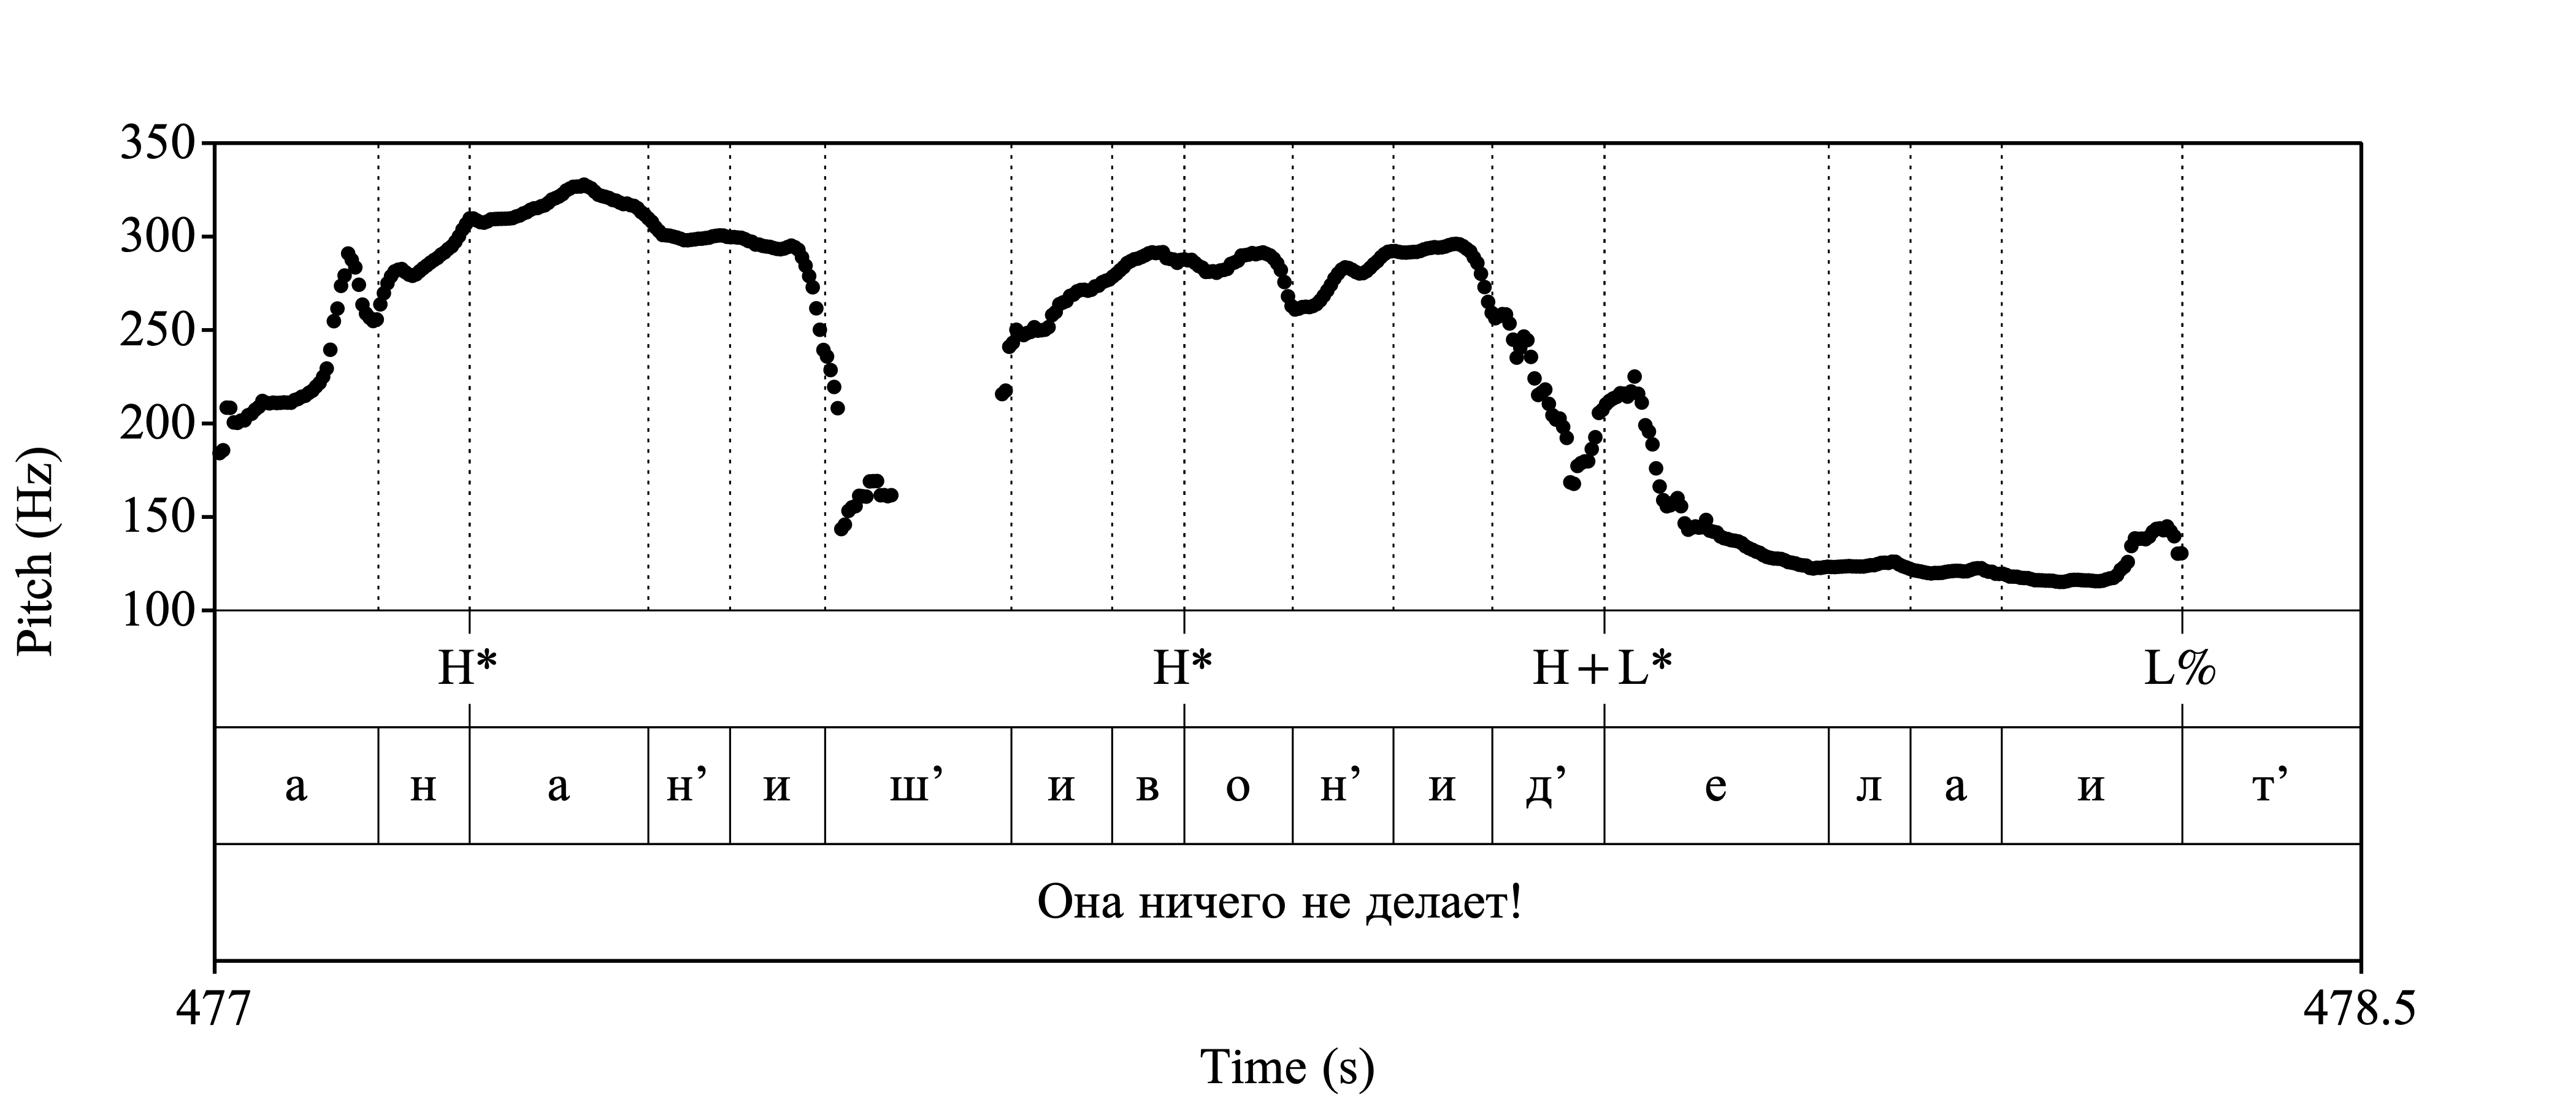 350
300
250
200
150
100
Pitch (Hz)
H* H* H+L* L%
а н а н’ и ш’ и в о н’ и д’ е л а и т’
Она ничего не делает!
477 478.5
Time (s)